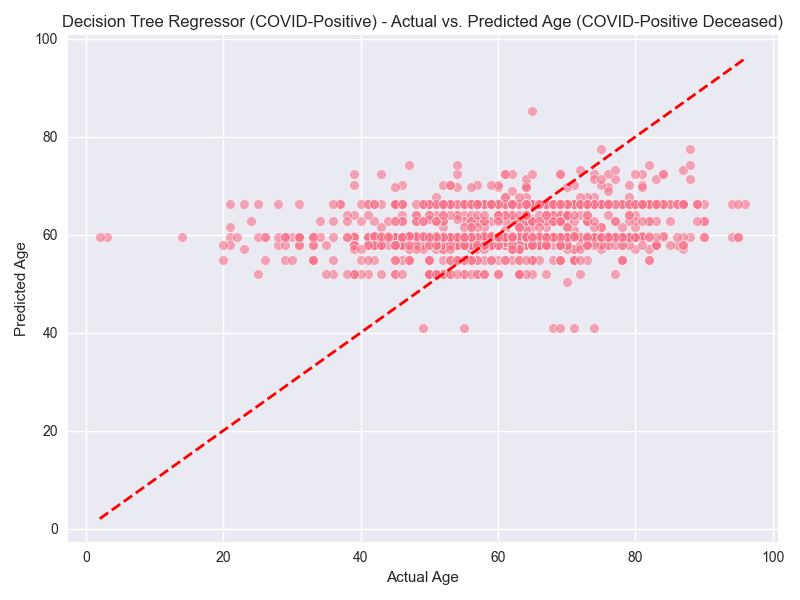 Decision Tree Regressor (COVID-Positive) - Actual vs. Predicted Age (COVID-Positive Deceased)
100
80
60
40
20
0
Predicted Age
0 20 40 60 80 100
Actual Age